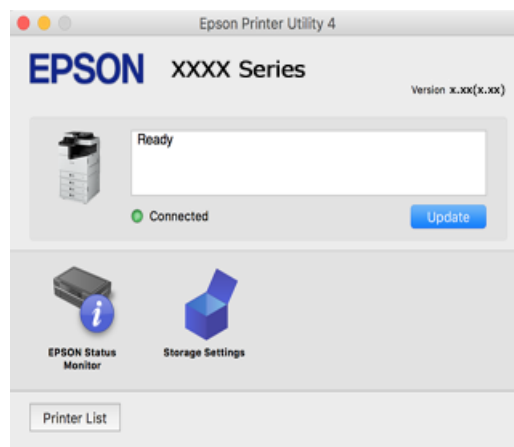 Epson Printer Utility 4
EPSON XXXX Series
Version x.xx(x.xx)
Ready
Connected
Update
EPSON Status
Monitor
Storage Settings
Printer List